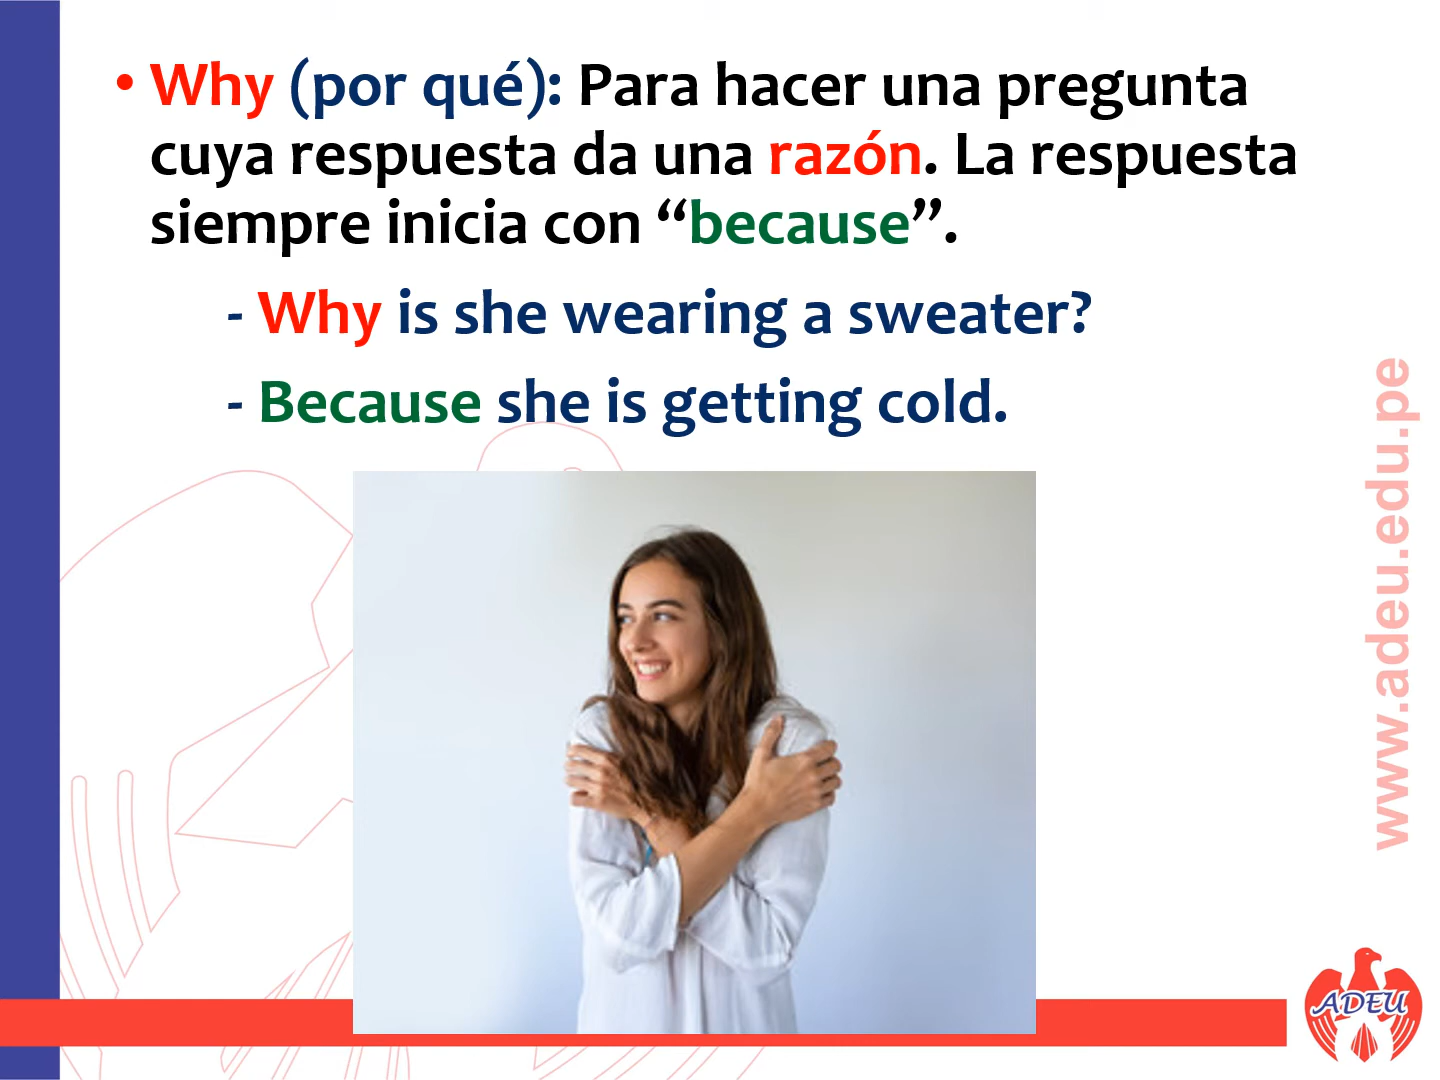 • Why (por qué): Para hacer una pregunta
cuya respuesta da una razón. La respuesta
siempre inicia con “because”.
- Why is she wearing a sweater?
- Because she is getting cold.
www.adeu.edu.pe
ADEU